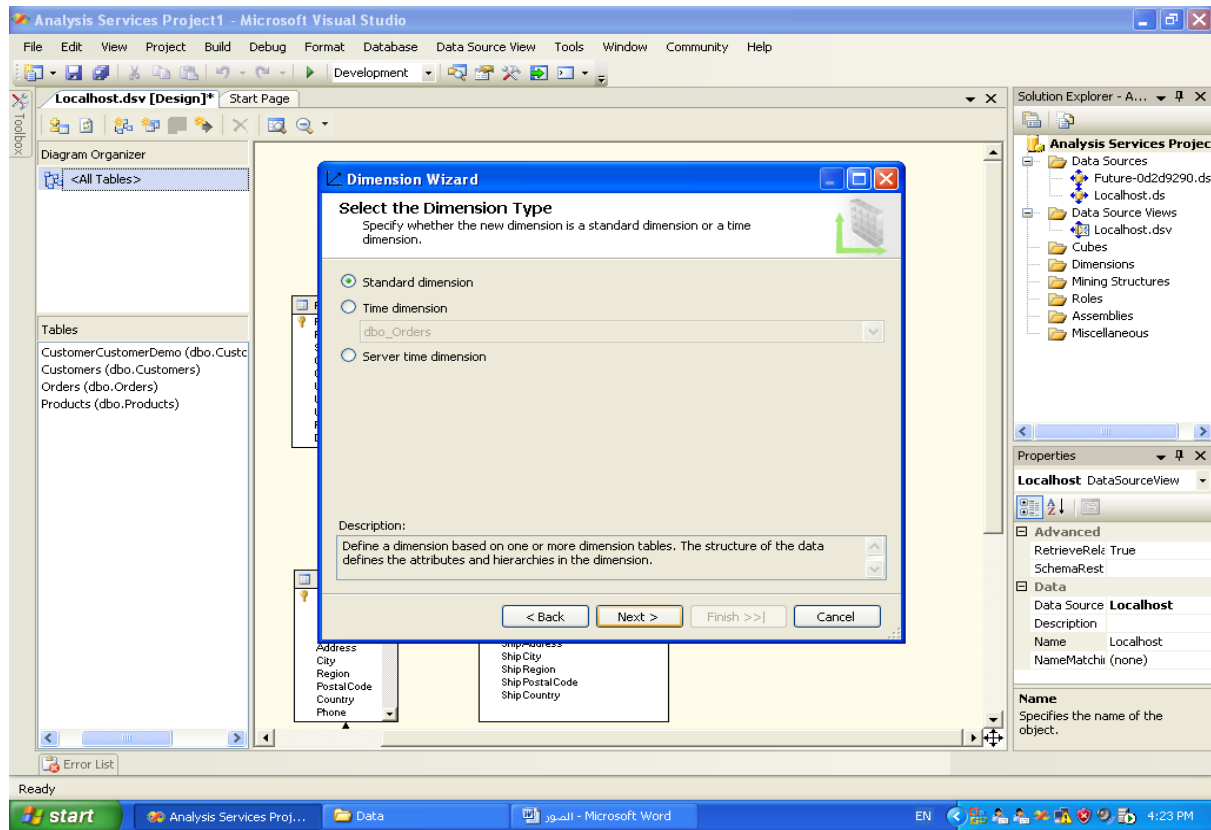 Analysis Services Project1 - Microsoft Visual Studio
File Edit View Project Build Debug Format Database Data Source View Tools Window Community Help
Development
Toolbox
Localhost.dsv [Design]* Start Page
Diagram Organizer
<All Tables>
Tables
CustomerCustomerDemo (dbo.Custc
Customers (dbo.Customers)
Orders (dbo.Orders)
Products (dbo.Products)
Dimension Wizard
Select the Dimension Type
Specify whether the new dimension is a standard dimension or a time
dimension.
Standard dimension
Time dimension
dbo_Orders
Server time dimension
Description:
Define a dimension based on one or more dimension tables. The structure of the data
defines the attributes and hierarchies in the dimension.
< Back Next > Finish >>| Cancel
Address
City
Region
PostalCode
Country
Phone
ShipAddress
ShipCity
ShipRegion
ShipPostalCode
ShipCountry
Solution Explorer - A...
Analysis Services Projec
Data Sources
Future-0d2d9290.ds
Localhost.ds
Data Source Views
Localhost.dsv
Cubes
Dimensions
Mining Structures
Roles
Assemblies
Miscellaneous
Properties
Localhost DataSourceView
Advanced
RetrieveRela True
SchemaRest
Data
Data Source Localhost
Description
Name Localhost
NameMatchi (none)
Name
Specifies the name of the
object.
Error List
Ready
start Analysis Services Proj... Data الصور - Microsoft Word EN 4:23 PM